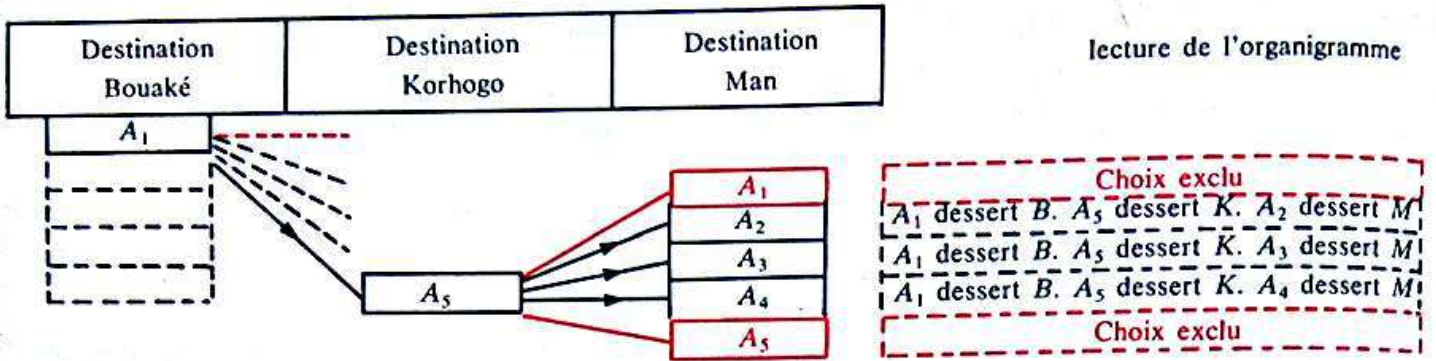 Destination
Bouaké
Destination
Korhogo
Destination
Man
lecture de l'organigramme
A₁
A₅
A₁
A₂
A₃
A₄
A₅
Choix exclu
A₁ dessert B. A₅ dessert K. A₂ dessert M
A₁ dessert B. A₅ dessert K. A₃ dessert M
A₁ dessert B. A₅ dessert K. A₄ dessert M
Choix exclu